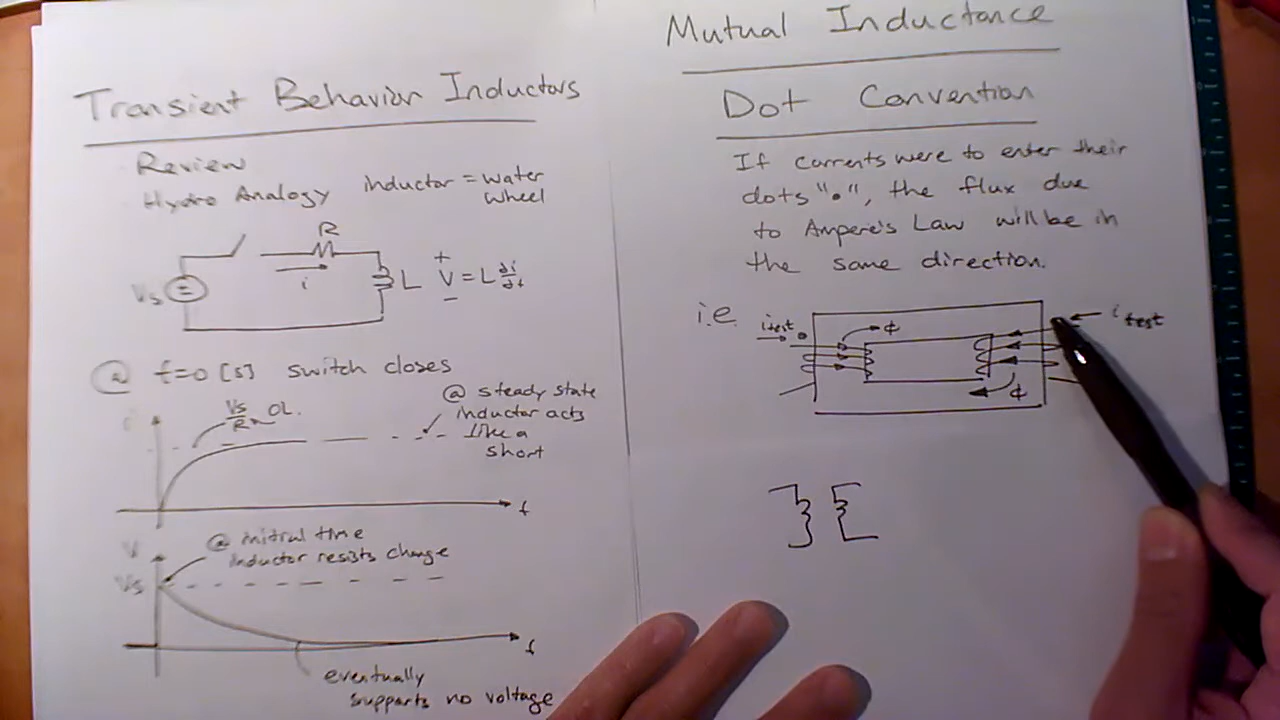 Transient Behavior Inductors
Review
Hydro Analogy inductor = water
wheel
R
Vs
i
L
+
V = L di/dt
-
@ t=0 [s] switch closes
i
Vs/R
@ steady state
inductor acts
like a
short
t
V
@ initial time
inductor resists change
Vs
t
eventually
supports no voltage
Mutual Inductance
Dot Convention
If currents were to enter their
dots "•", the flux due
to Ampere's Law will be in
the same direction.
i.e.
i test
ϕ
i test
ϕ